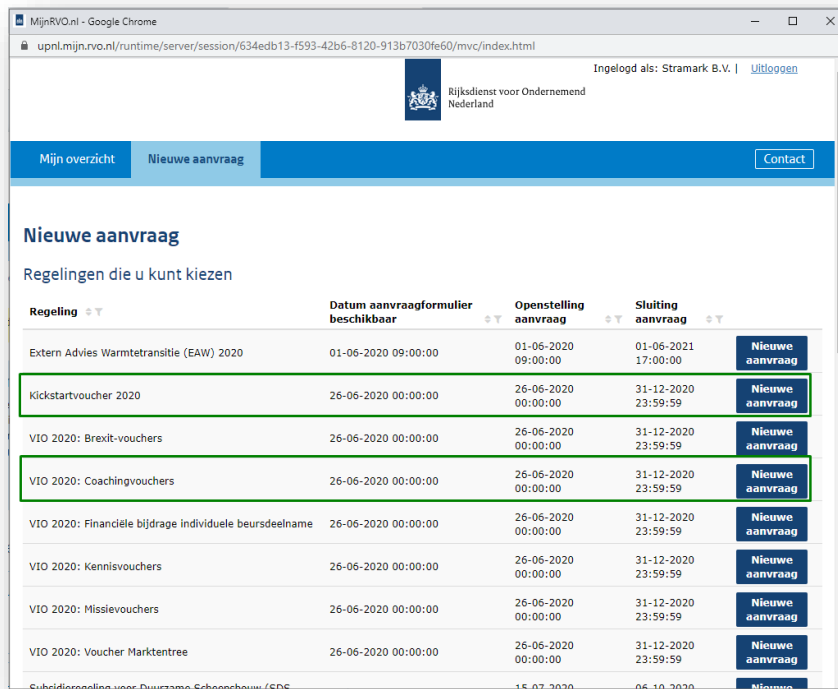 MijnRVO.nl - Google Chrome
upnl.mijn.rvo.nl/runtime/server/session/634edb13-f593-42b6-8120-913b7030fe60/mvc/index.html
Ingelogd als: Stramark B.V. | Uitloggen
Rijksdienst voor Ondernemend
Nederland
Mijn overzicht Nieuwe aanvraag Contact
Nieuwe aanvraag
Regelingen die u kunt kiezen
Regeling Datum aanvraagformulier beschikbaar Openstelling aanvraag Sluiting aanvraag
Extern Advies Warmtetransitie (EAW) 2020 01-06-2020 09:00:00 01-06-2020 09:00:00 01-06-2021 17:00:00 Nieuwe aanvraag
Kickstartvoucher 2020 26-06-2020 00:00:00 26-06-2020 00:00:00 31-12-2020 23:59:59 Nieuwe aanvraag
VIO 2020: Brexit-vouchers 26-06-2020 00:00:00 26-06-2020 00:00:00 31-12-2020 23:59:59 Nieuwe aanvraag
VIO 2020: Coachingvouchers 26-06-2020 00:00:00 26-06-2020 00:00:00 31-12-2020 23:59:59 Nieuwe aanvraag
VIO 2020: Financiële bijdrage individuele beursdeelname 26-06-2020 00:00:00 26-06-2020 00:00:00 31-12-2020 23:59:59 Nieuwe aanvraag
VIO 2020: Kennisvouchers 26-06-2020 00:00:00 26-06-2020 00:00:00 31-12-2020 23:59:59 Nieuwe aanvraag
VIO 2020: Missievouchers 26-06-2020 00:00:00 26-06-2020 00:00:00 31-12-2020 23:59:59 Nieuwe aanvraag
VIO 2020: Voucher Marktentree 26-06-2020 00:00:00 26-06-2020 00:00:00 31-12-2020 23:59:59 Nieuwe aanvraag
Subsidieregeling voor Duurzame Scheepsbouw (SDS 15-07-2020 06-10-2020 Nieuwe